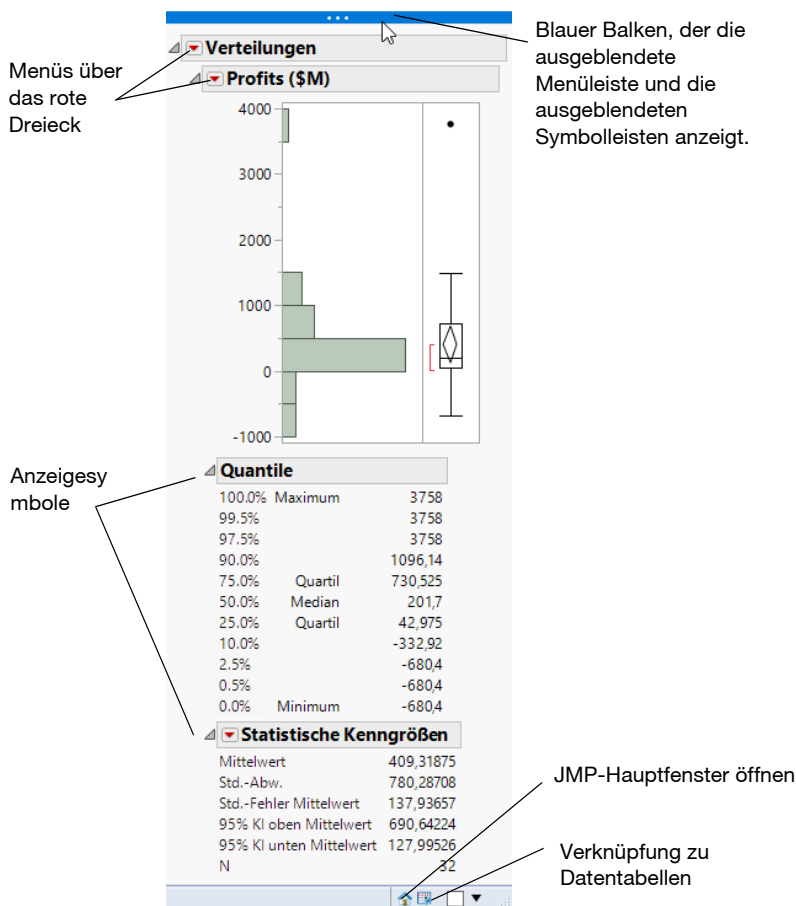 Blauer Balken, der die
ausgeblendete
Menüleiste und die
ausgeblendeten
Symbolleisten anzeigt.
Menüs über
das rote
Dreieck
Verteilungen
Profits ($M)
4000
3000
2000
1000
0
-1000
Anzeigesy
mbole
Quantile
100.0% Maximum 3758
99.5% 3758
97.5% 3758
90.0% 1096,14
75.0% Quartil 730,525
50.0% Median 201,7
25.0% Quartil 42,975
10.0% -332,92
2.5% -680,4
0.5% -680,4
0.0% Minimum -680,4
Statistische Kenngrößen
Mittelwert 409,31875
Std.-Abw. 780,28708
Std.-Fehler Mittelwert 137,93657
95% KI oben Mittelwert 690,64224
95% KI unten Mittelwert 127,99526
N 32
JMP-Hauptfenster öffnen
Verknüpfung zu
Datentabellen